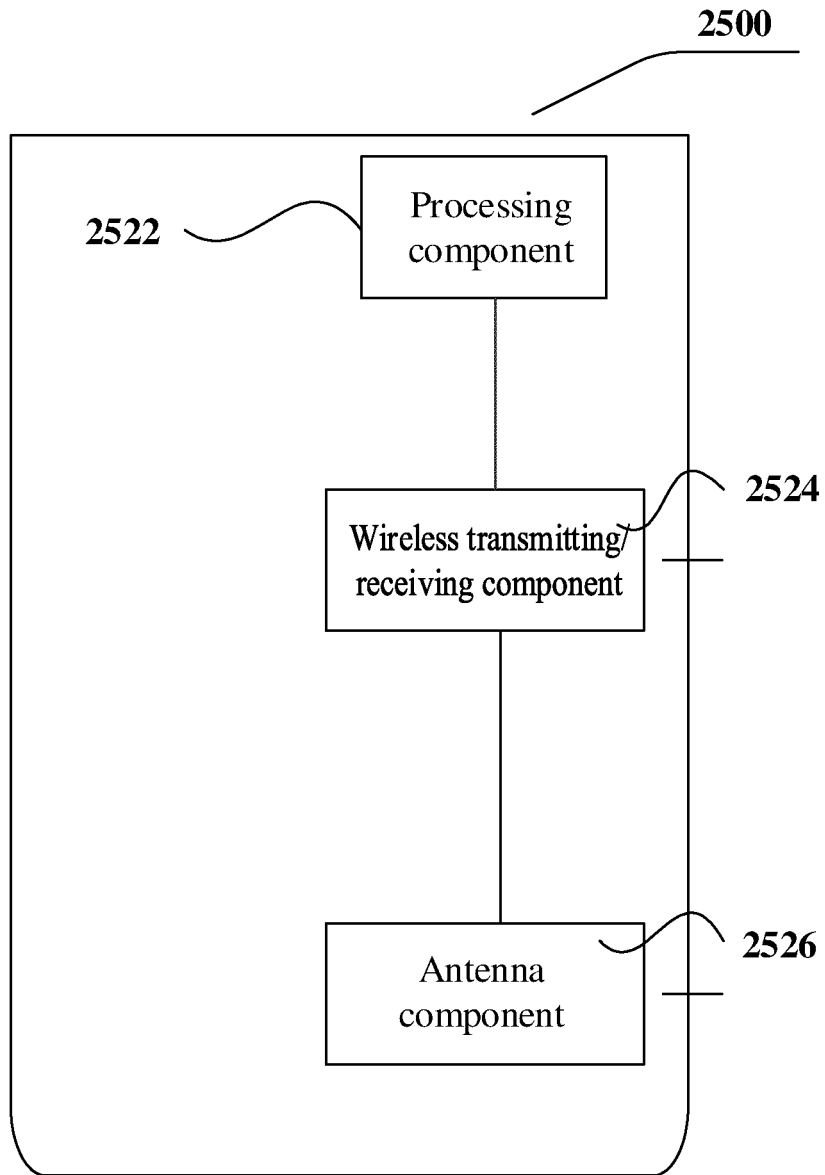 2500
Processing
component
2522
2524
Wireless transmitting/
receiving component
2526
Antenna
component